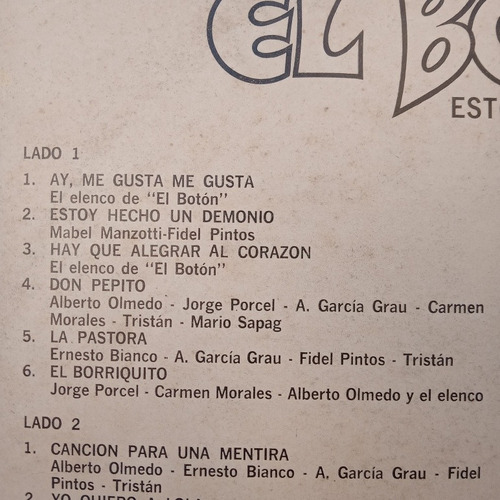 EL BO
EST
LADO 1
1. AY, ME GUSTA ME GUSTA
El elenco de "El Botón"
2. ESTOY HECHO UN DEMONIO
Mabel Manzotti-Fidel Pintos
3. HAY QUE ALEGRAR AL CORAZON
El elenco de "El Botón"
4. DON PEPITO
Alberto Olmedo - Jorge Porcel - A. García Grau - Carmen
Morales - Tristán - Mario Sapag
5. LA PASTORA
Ernesto Bianco - A. García Grau - Fidel Pintos - Tristán
6. EL BORRIQUITO
Jorge Porcel - Carmen Morales - Alberto Olmedo y el elenco
LADO 2
1. CANCION PARA UNA MENTIRA
Alberto Olmedo - Ernesto Bianco - A, García Grau - Fidel
Pintos - Tristán
2. YO QUIERO A